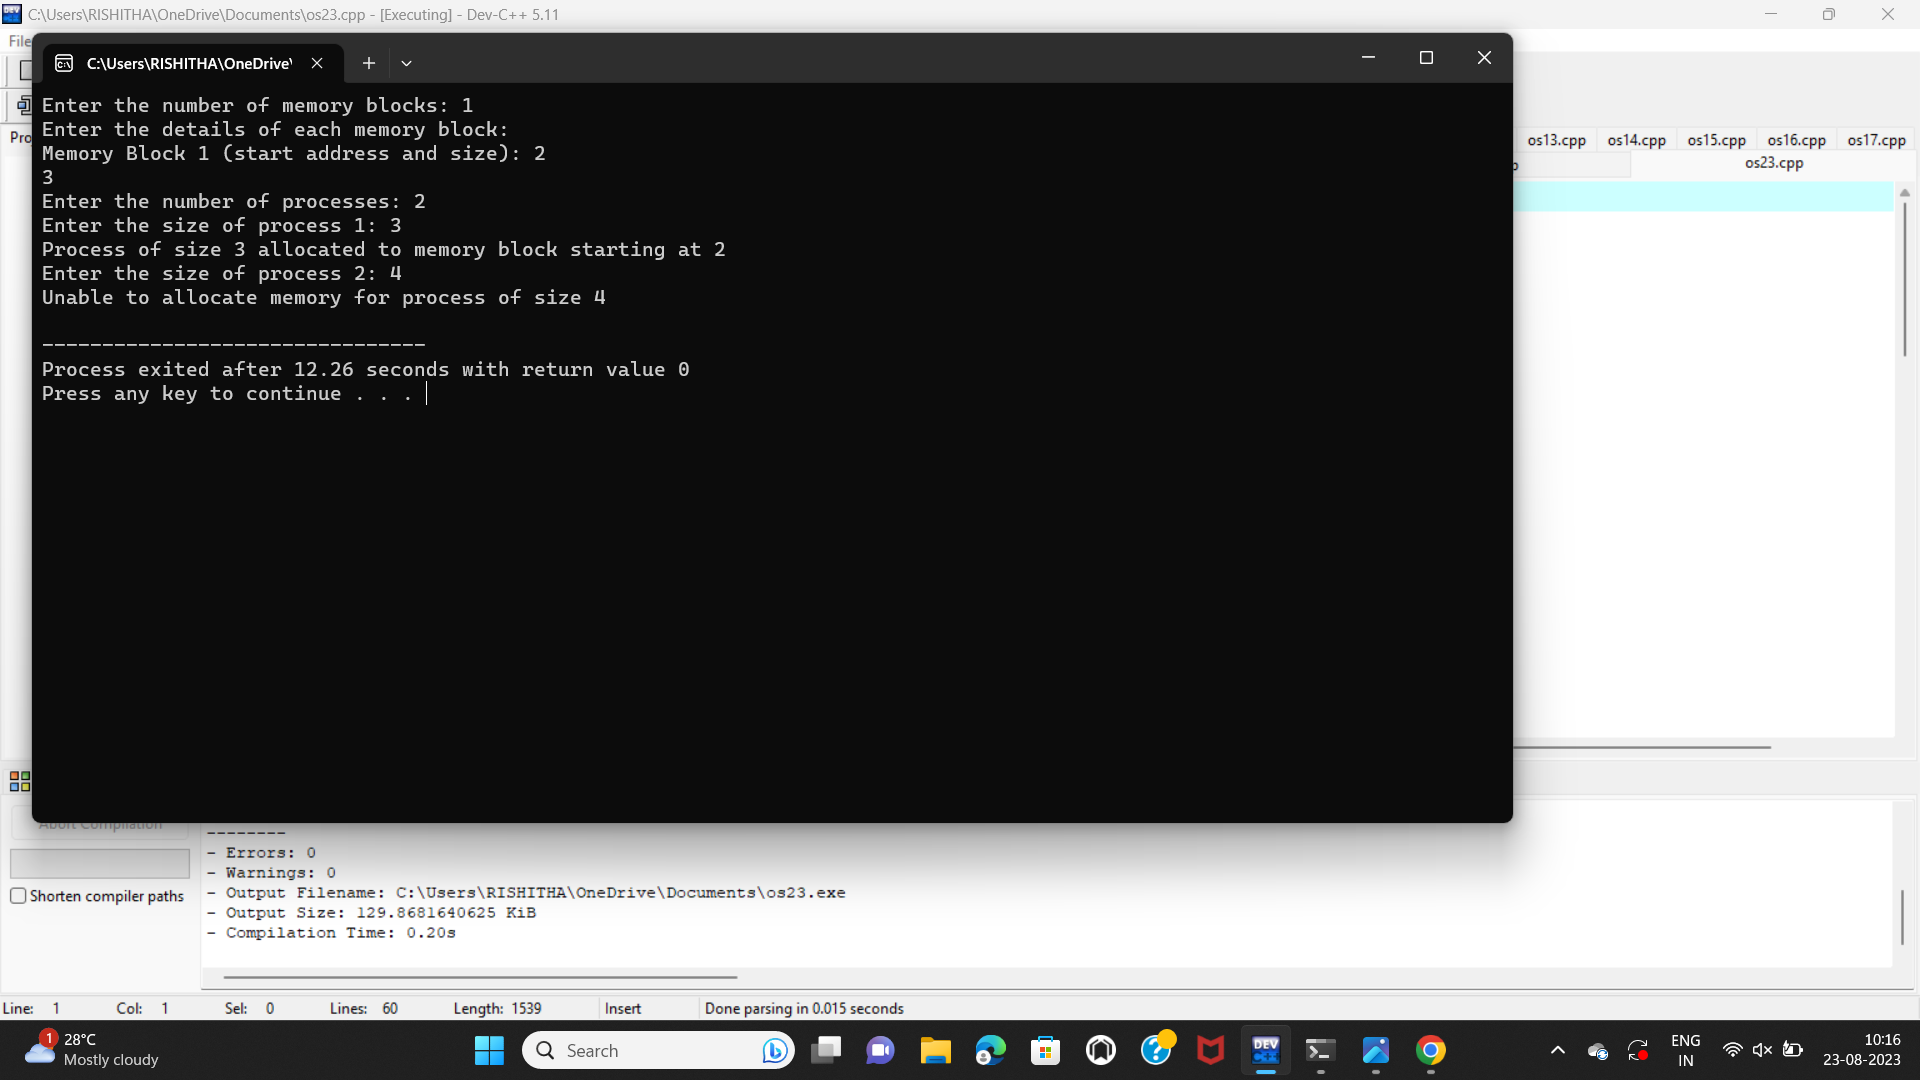 C:\Users\RISHITHA\OneDrive\Documents\os23.cpp - [Executing] - Dev-C++ 5.11
File
C:\Users\RISHITHA\OneDrive\
Enter the number of memory blocks: 1
Enter the details of each memory block:
Memory Block 1 (start address and size): 2
3
Enter the number of processes: 2
Enter the size of process 1: 3
Process of size 3 allocated to memory block starting at 2
Enter the size of process 2: 4
Unable to allocate memory for process of size 4
--------------------------------
Process exited after 12.26 seconds with return value 0
Press any key to continue . . .
os13.cpp os14.cpp os15.cpp os16.cpp os17.cpp
os23.cpp
Abort Compilation
Shorten compiler paths
--------
- Errors: 0
- Warnings: 0
- Output Filename: C:\Users\RISHITHA\OneDrive\Documents\os23.exe
- Output Size: 129.8681640625 KiB
- Compilation Time: 0.20s
Line: 1 Col: 1 Sel: 0 Lines: 60 Length: 1539 Insert Done parsing in 0.015 seconds
1
28°C
Mostly cloudy
Search
DEV
C++
ENG
IN
10:16
23-08-2023